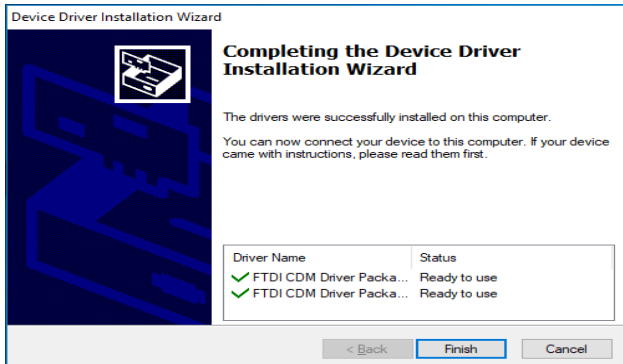 Device Driver Installation Wizard
Completing the Device Driver
Installation Wizard
The drivers were successfully installed on this computer.
You can now connect your device to this computer. If your device
came with instructions, please read them first.
Driver Name Status
FTDI CDM Driver Packa... Ready to use
FTDI CDM Driver Packa... Ready to use
< Back Finish Cancel